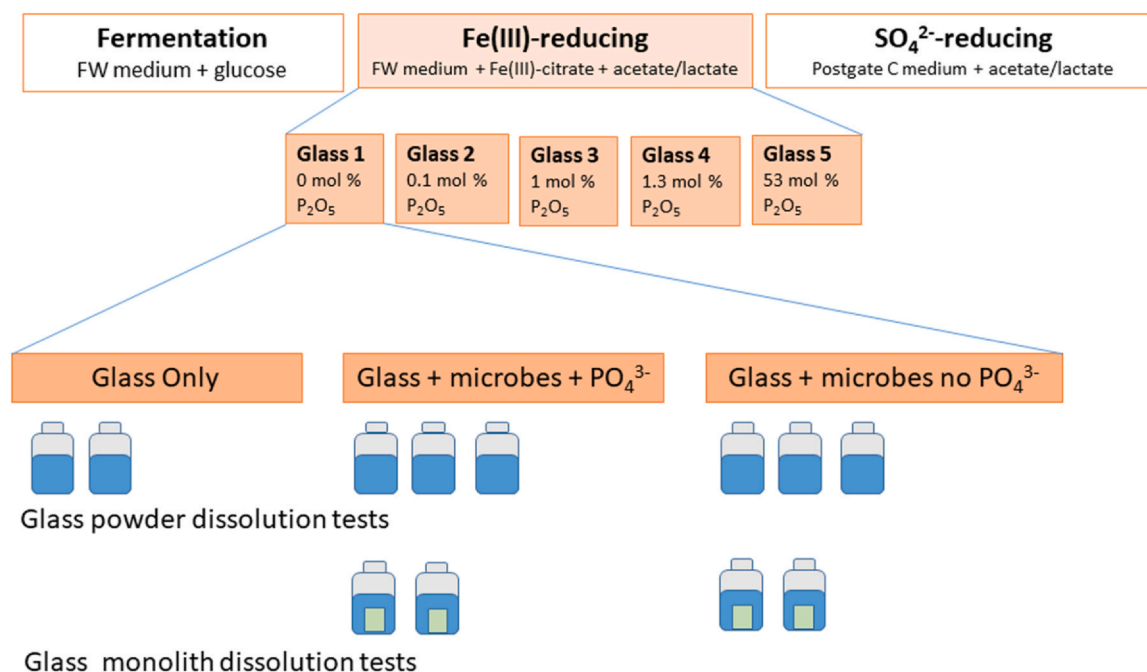 Fermentation
FW medium + glucose
Fe(III)-reducing
FW medium + Fe(III)-citrate + acetate/lactate
SO₄²⁻-reducing
Postgate C medium + acetate/lactate
Glass 1
0 mol %
P₂O₅
Glass 2
0.1 mol %
P₂O₅
Glass 3
1 mol %
P₂O₅
Glass 4
1.3 mol %
P₂O₅
Glass 5
53 mol %
P₂O₅
Glass Only
Glass + microbes + PO₄³⁻
Glass + microbes no PO₄³⁻
Glass powder dissolution tests
Glass monolith dissolution tests